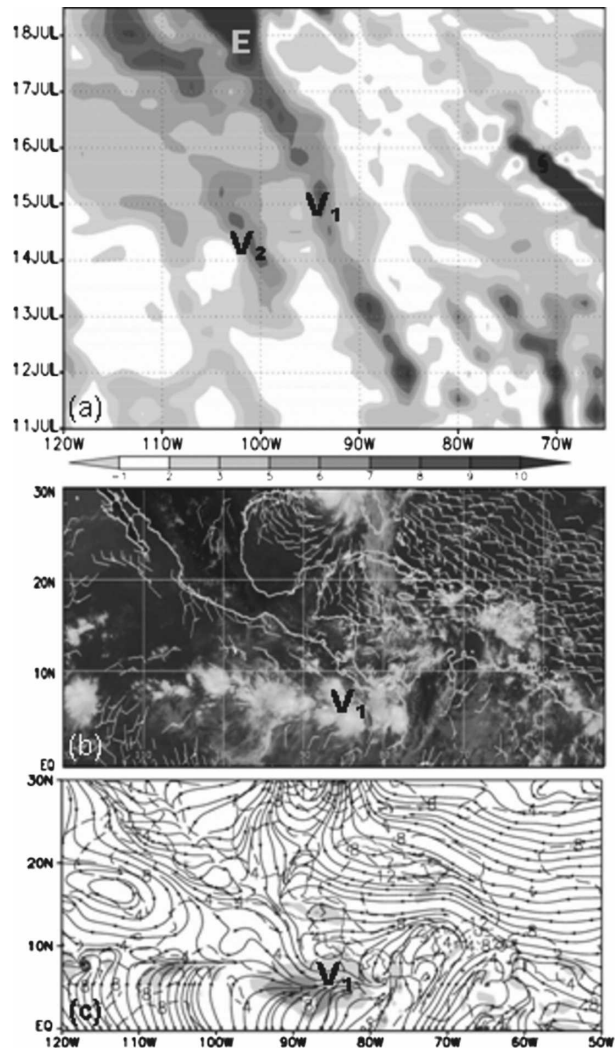 18JUL
E
17JUL
16JUL
15JUL
V1
V2
14JUL
13JUL
12JUL
(a)
11JUL
120W 110W 100W 90W 80W 70W
-1 2 3 5 6 7 8 9 10
30N
20N
10N
V1
(b)
EQ
30N
20N
10N
V1
(c)
EQ
120W 110W 100W 90W 80W 70W 60W 50W